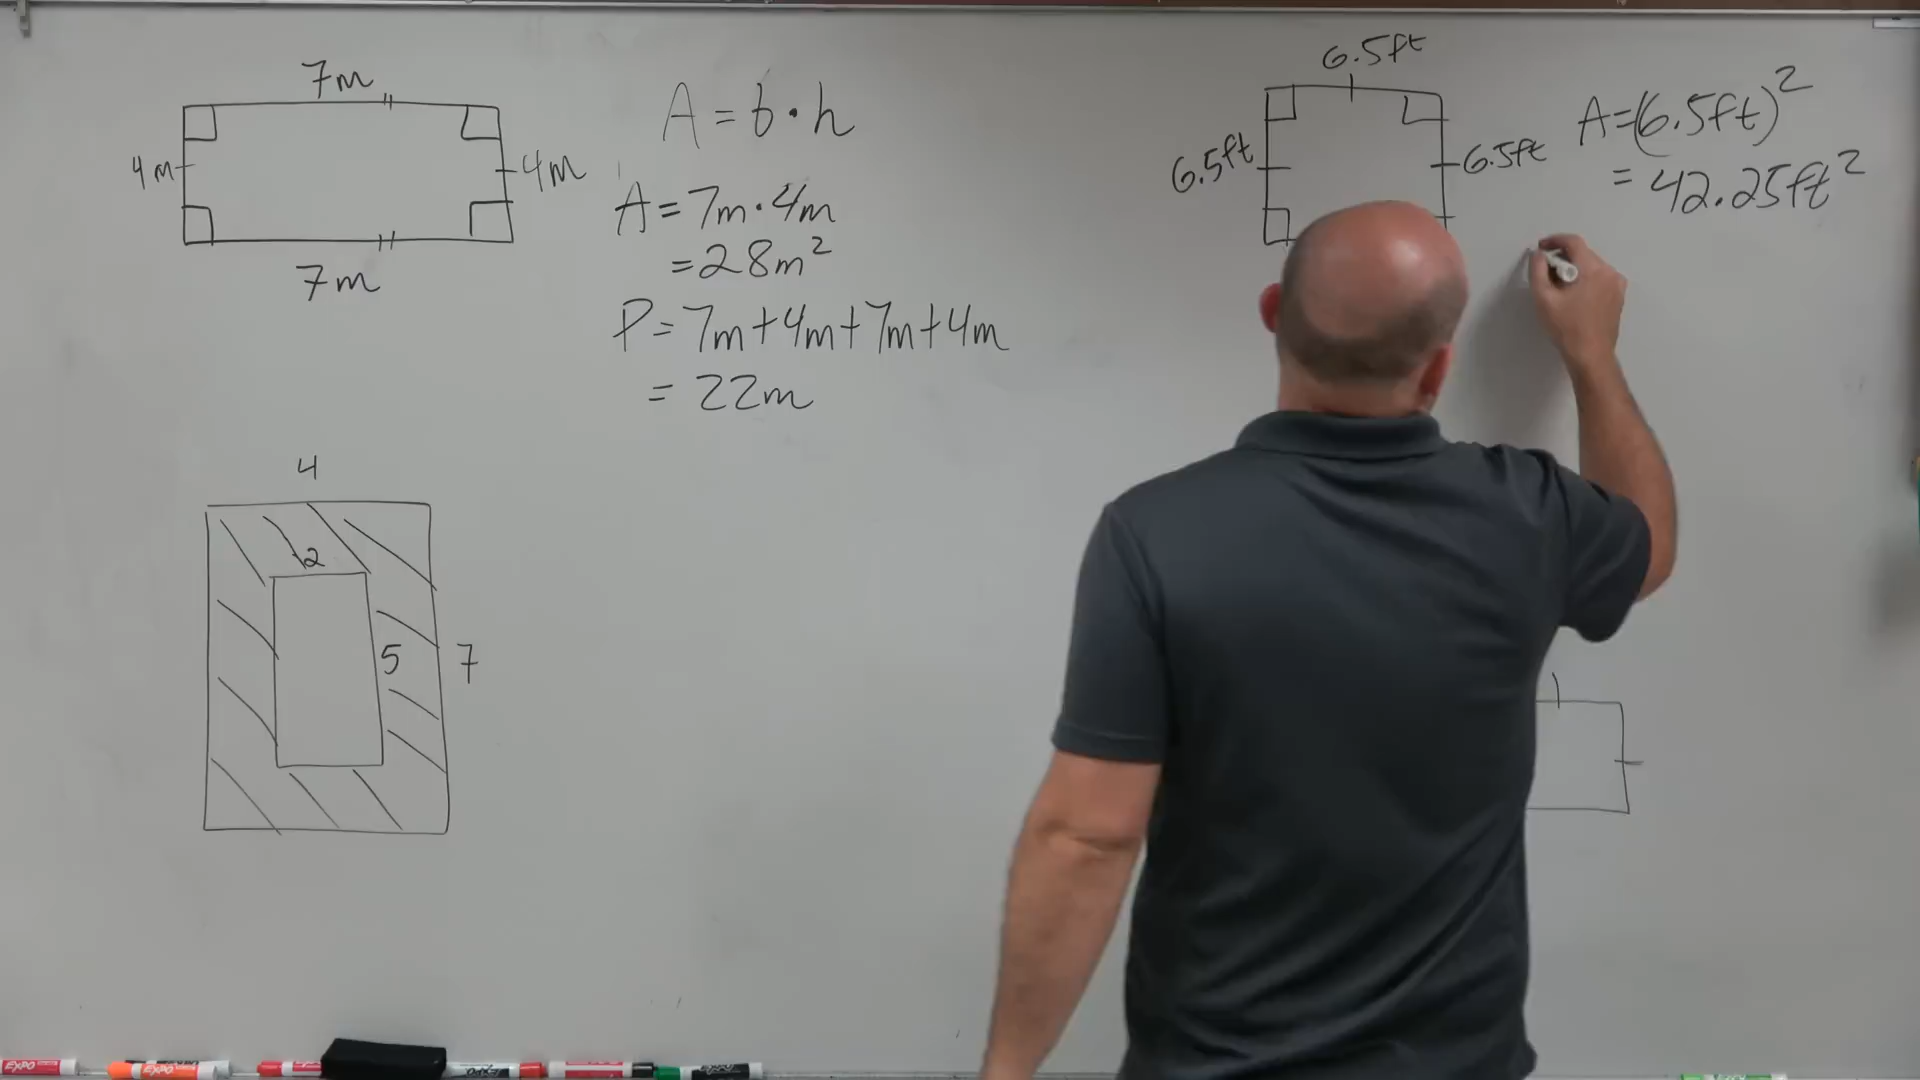 7m
4m
4m
7m
A = b·h
A = 7m·4m
= 28m²
P = 7m+4m+7m+4m
= 22m
6.5ft
6.5ft
6.5ft
A=(6.5ft)²
= 42.25ft²
4
2
5
7
EXPO
EXPO
EXPO